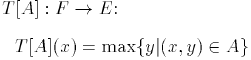 T[A] : F → E:
T[A](x) = max{y|(x, y) ∈ A}